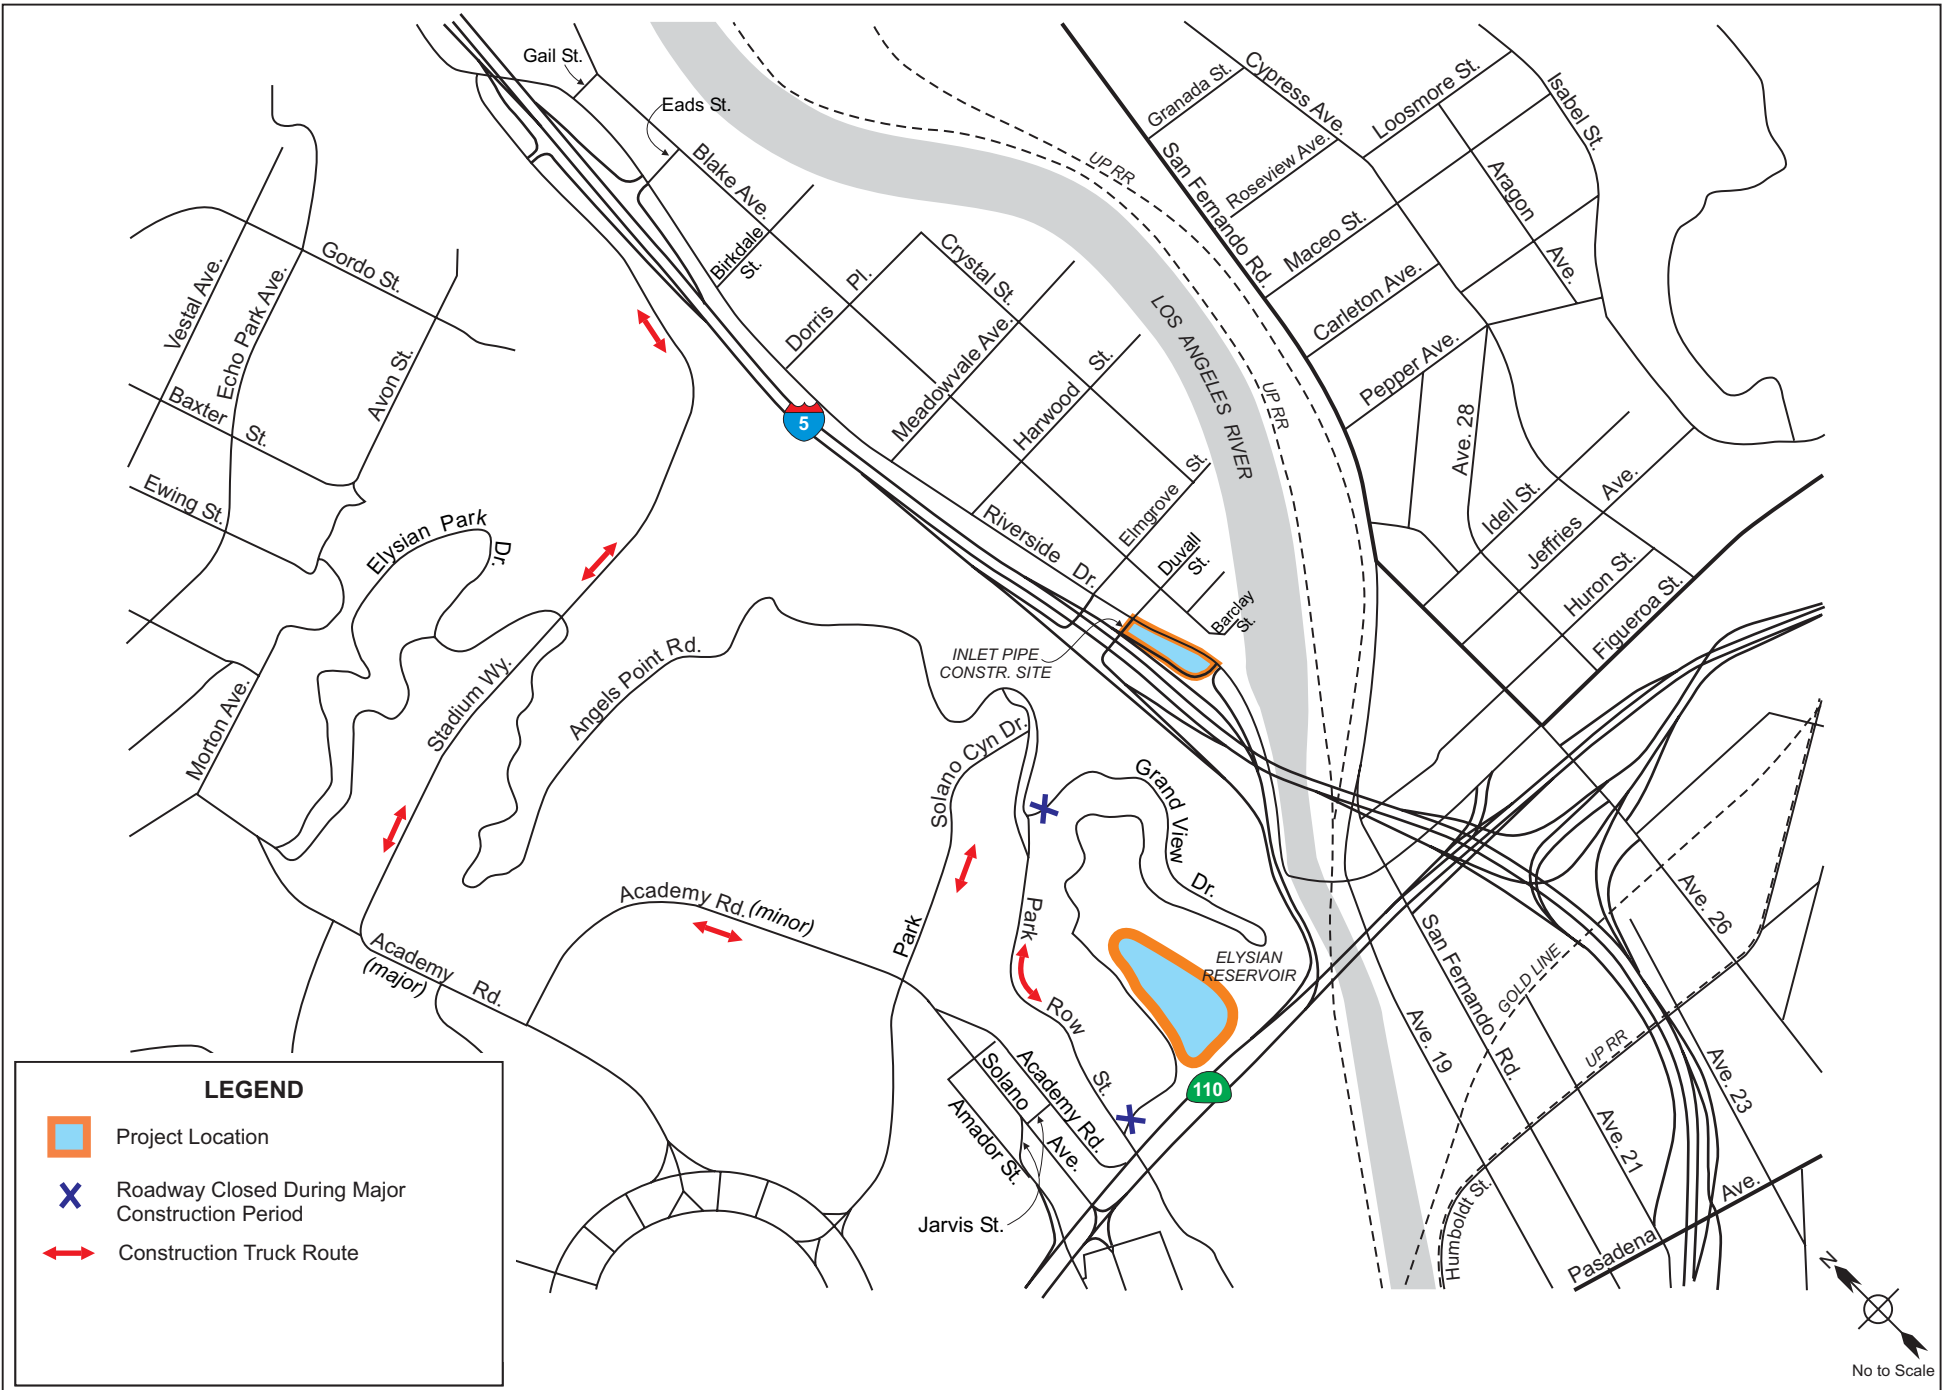 Gail St.
Eads St.
Blake Ave.
Birkdale
St.
Dorris Pl.
Crystal St.
Meadowvale Ave.
Harwood St.
Elmgrove St.
Duvall
St.
Barclay
St.
Riverside Dr.
5
LOS ANGELES RIVER
UP RR
UP RR
Granada St.
Cypress Ave.
Loosmore St.
Isabel St.
Roseview Ave.
San Fernando Rd.
Maceo St.
Aragon Ave.
Carleton Ave.
Pepper Ave.
Ave. 28
Idell St.
Jeffries Ave.
Huron St.
Figueroa St.
Vestal Ave.
Echo Park Ave.
Gordo St.
Avon St.
Baxter St.
Ewing St.
Elysian Park Dr.
Morton Ave.
Stadium Wy.
Angels Point Rd.
INLET PIPE
CONSTR. SITE
Solano Cyn Dr.
Grand View Dr.
Academy Rd. (minor)
Academy Rd.
(major)
Park
Park Row St.
ELYSIAN
RESERVOIR
110
Solano Ave.
Academy Rd.
Amador St.
Jarvis St.
San Fernando Rd.
Ave. 19
Ave. 21
Ave. 23
Ave. 26
GOLD LINE
UP RR
Humboldt St.
Pasadena Ave.
LEGEND
Project Location
Roadway Closed During Major
Construction Period
Construction Truck Route
N
No to Scale